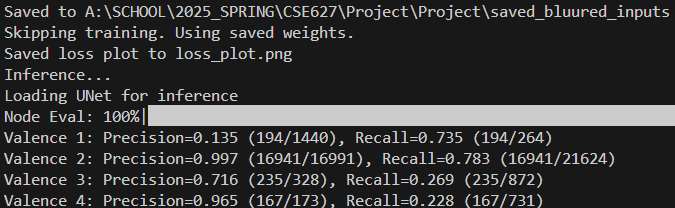 Saved to A:\SCHOOL\2025_SPRING\CSE627\Project\Project\saved_bluured_inputs
Skipping training. Using saved weights.
Saved loss plot to loss_plot.png
Inference...
Loading UNet for inference
Node Eval: 100%|
Valence 1: Precision=0.135 (194/1440), Recall=0.735 (194/264)
Valence 2: Precision=0.997 (16941/16991), Recall=0.783 (16941/21624)
Valence 3: Precision=0.716 (235/328), Recall=0.269 (235/872)
Valence 4: Precision=0.965 (167/173), Recall=0.228 (167/731)